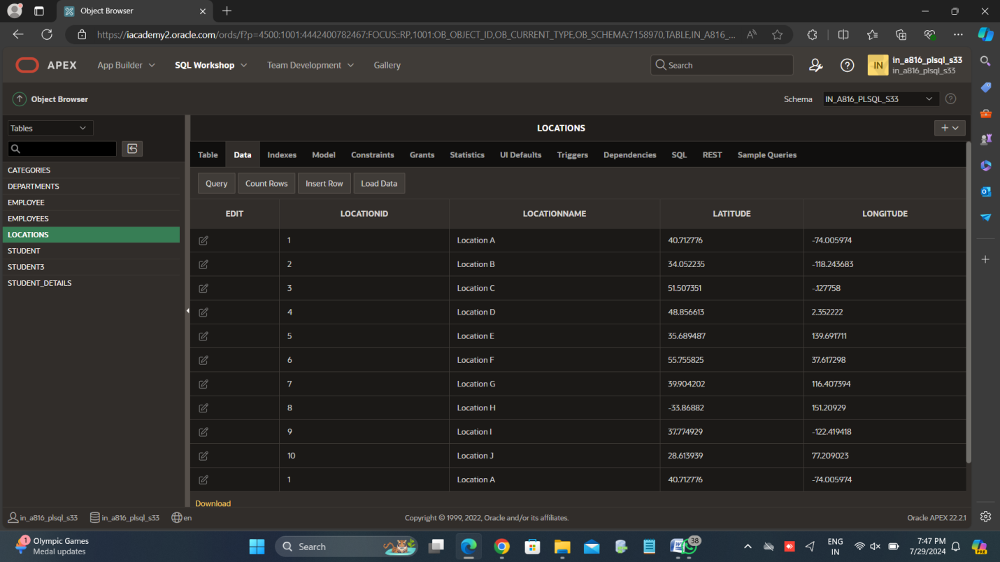 Object Browser
https://iacademy2.oracle.com/ords/f?p=4500:1001:4442400782467:FOCUS::RP,1001:OB_OBJECT_ID,OB_CURRENT_TYPE,OB_SCHEMA:7158970,TABLE,IN_A816_...
APEX App Builder SQL Workshop Team Development Gallery Search IN in_a816_plsql_s33
in_a816_plsql_s33
Object Browser Schema IN_A816_PLSQL_S33
Tables LOCATIONS
Table Data Indexes Model Constraints Grants Statistics UI Defaults Triggers Dependencies SQL REST Sample Queries
CATEGORIES
DEPARTMENTS
EMPLOYEE
EMPLOYEES
LOCATIONS
STUDENT
STUDENT3
STUDENT_DETAILS
Query Count Rows Insert Row Load Data
EDIT LOCATIONID LOCATIONNAME LATITUDE LONGITUDE
1 Location A 40.712776 -74.005974
2 Location B 34.052235 -118.243683
3 Location C 51.507351 -.127758
4 Location D 48.856613 2.352222
5 Location E 35.689487 139.691711
6 Location F 55.755825 37.617298
7 Location G 39.904202 116.407394
8 Location H -33.86882 151.20929
9 Location I 37.774929 -122.419418
10 Location J 28.613939 77.209023
1 Location A 40.712776 -74.005974
Download
in_a816_plsql_s33 in_a816_plsql_s33 en Copyright © 1999, 2022, Oracle and/or its affiliates. Oracle APEX 22.2.1
1 Olympic Games
Medal updates
Search
38
ENG
IN
7:47 PM
7/29/2024
PRE